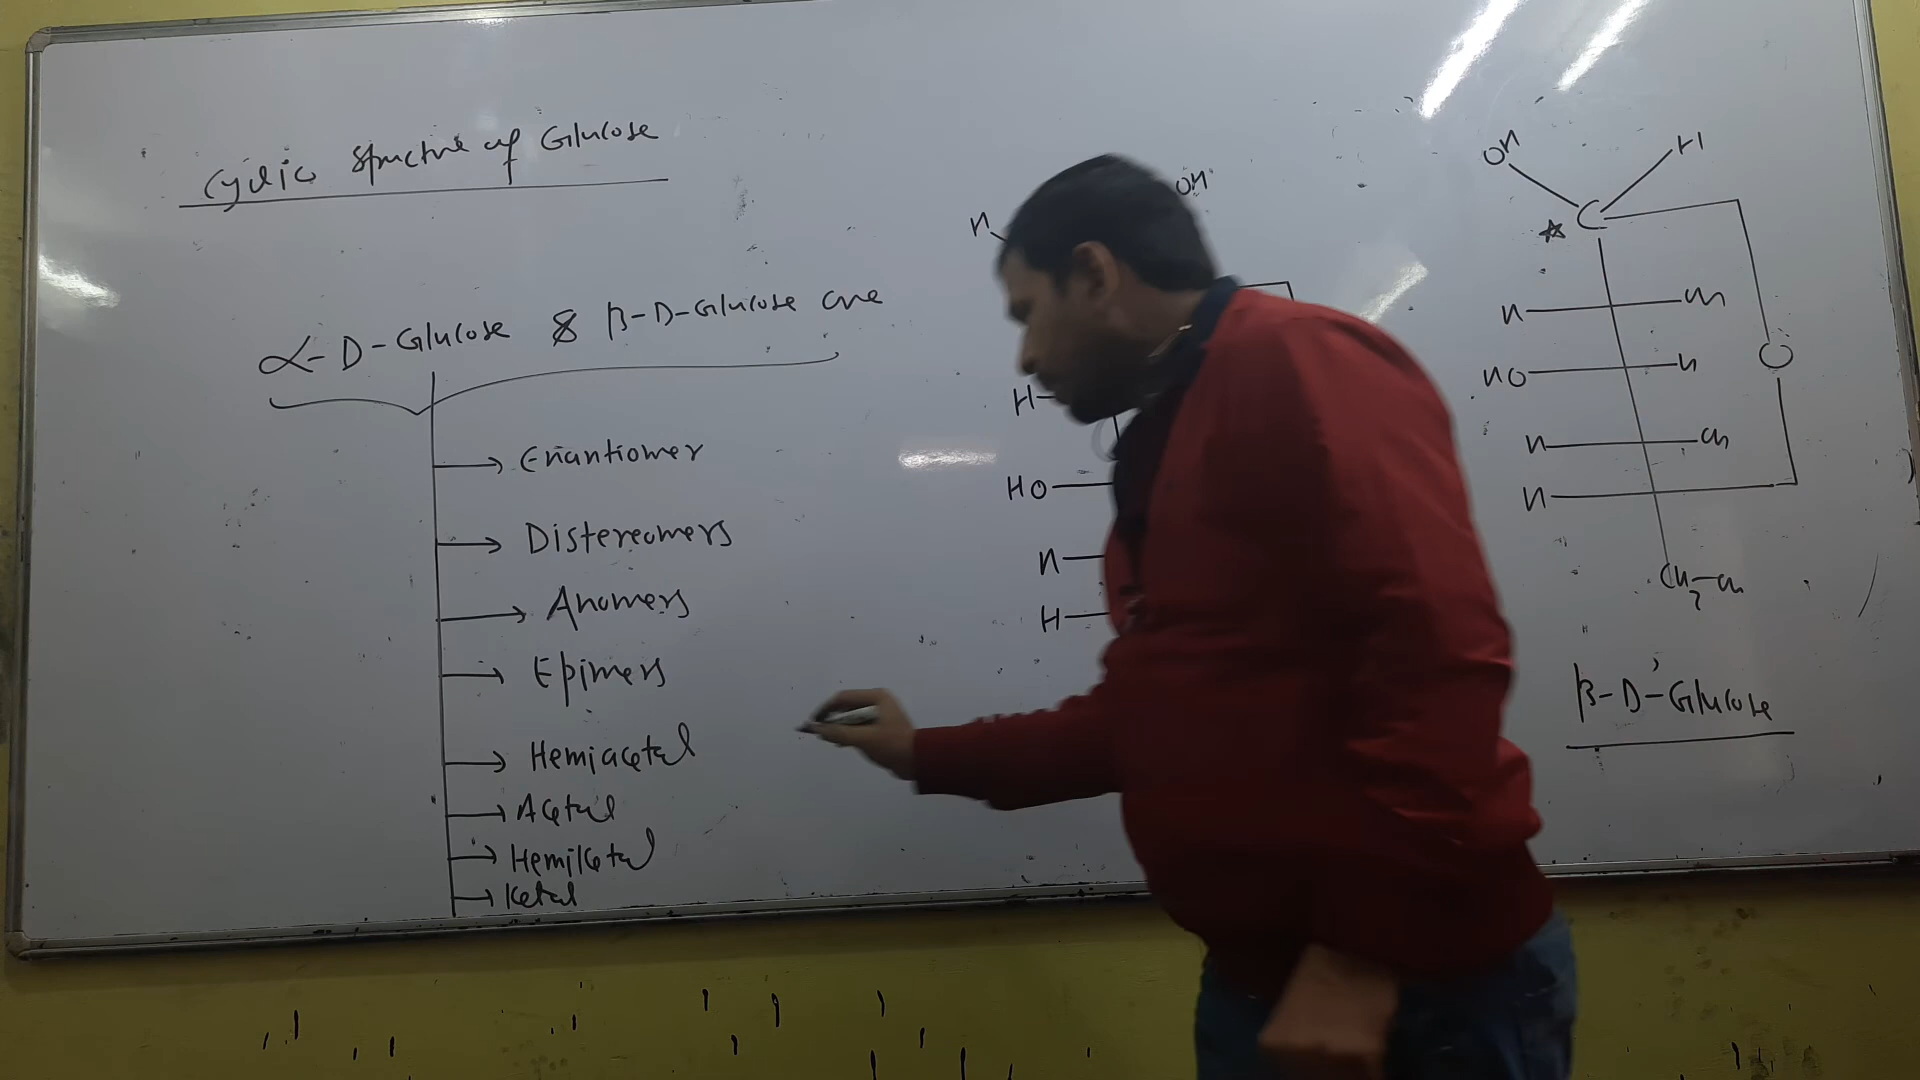 Cyclic Structure of Glucose
α-D-Glucose & β-D-Glucose are
→ Enantiomer
→ Distereomers
→ Anomers
→ Epimers
→ Hemiacetal
→ Acetal
→ Hemiketal
→ Ketal
H OH
H
HO
H
H
OH H
C
H OH
HO H
O
H OH
H
CH2-OH
β-D-Glucose